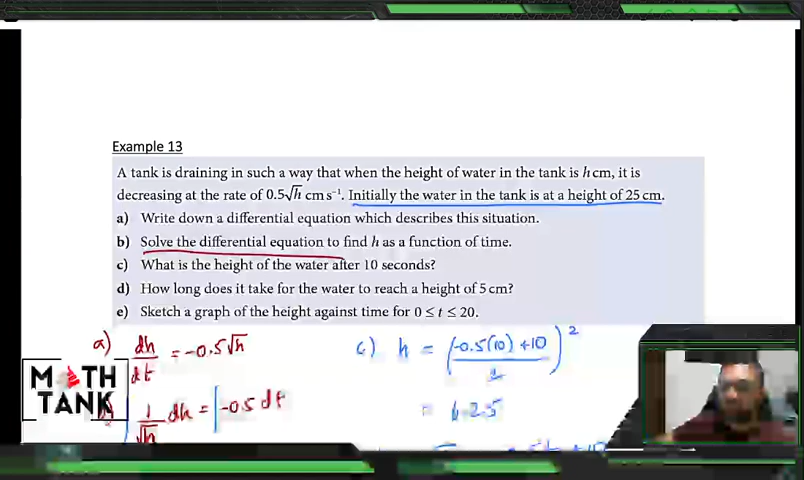 Example 13
A tank is draining in such a way that when the height of water in the tank is h cm, it is
decreasing at the rate of 0.5√h cm s⁻¹. Initially the water in the tank is at a height of 25 cm.
a) Write down a differential equation which describes this situation.
b) Solve the differential equation to find h as a function of time.
c) What is the height of the water after 10 seconds?
d) How long does it take for the water to reach a height of 5 cm?
e) Sketch a graph of the height against time for 0 ≤ t ≤ 20.
a) dh/dt = -0.5√h
1/√h dh = -0.5 dt
c) h = (-0.5(10) + 10 / 2)²
= 6.25
MATH
TANK